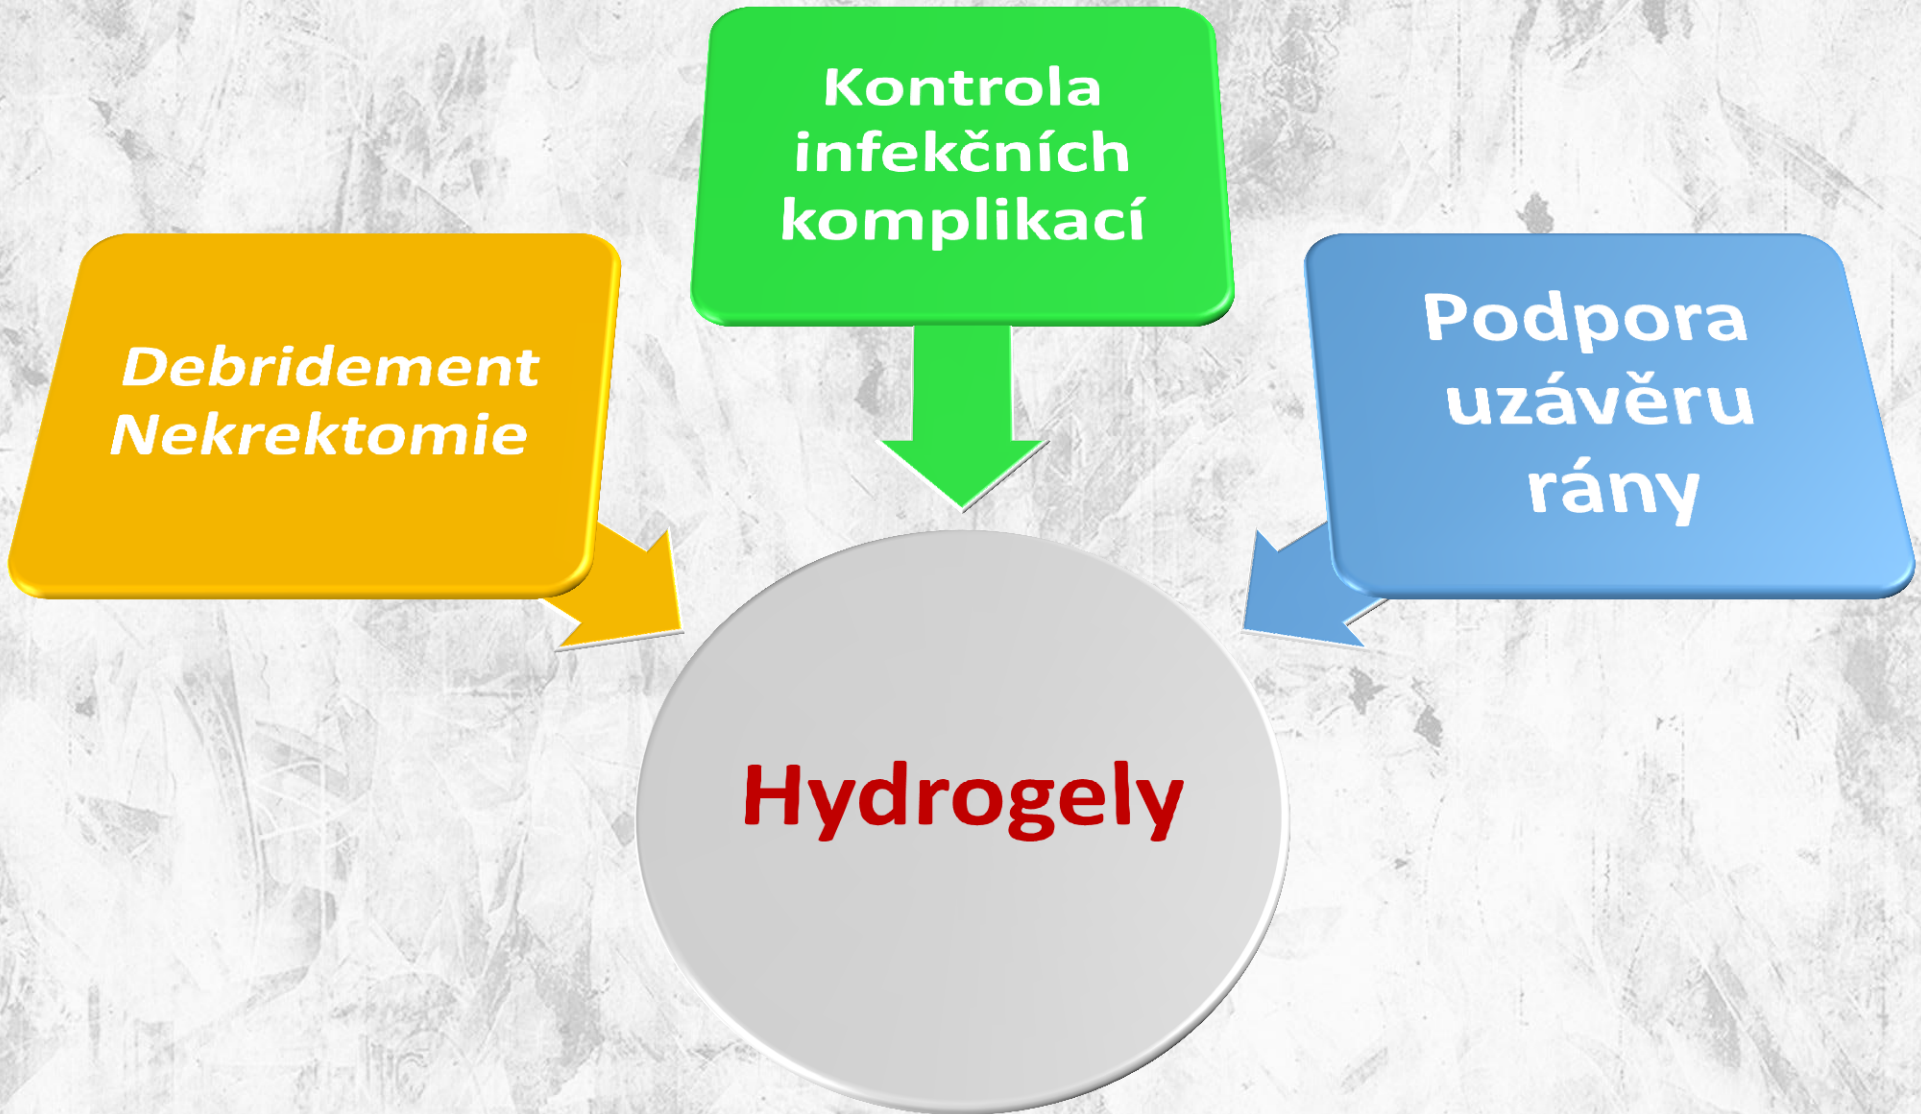 Kontrola
infekčních
komplikací
Debridement
Nekrektomie
Podpora
uzávěru
rány
Hydrogely